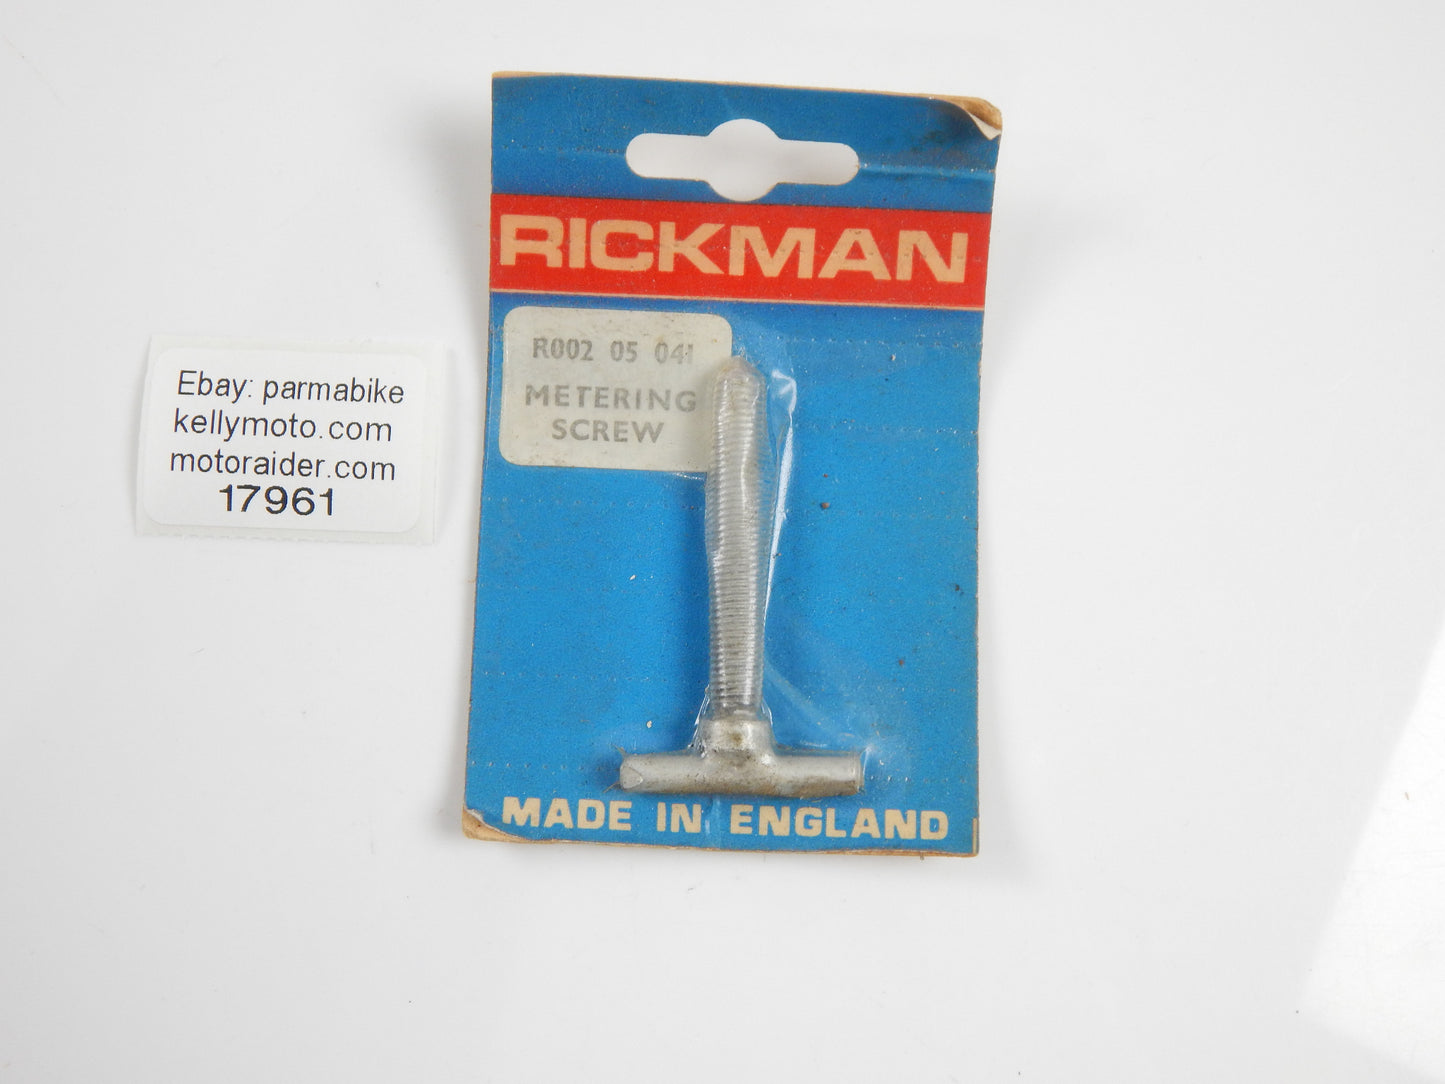 RICKMAN
R002 05 041
METERING
SCREW
MADE IN ENGLAND
Ebay: parmabike
kellymoto.com
motoraider.com
17961